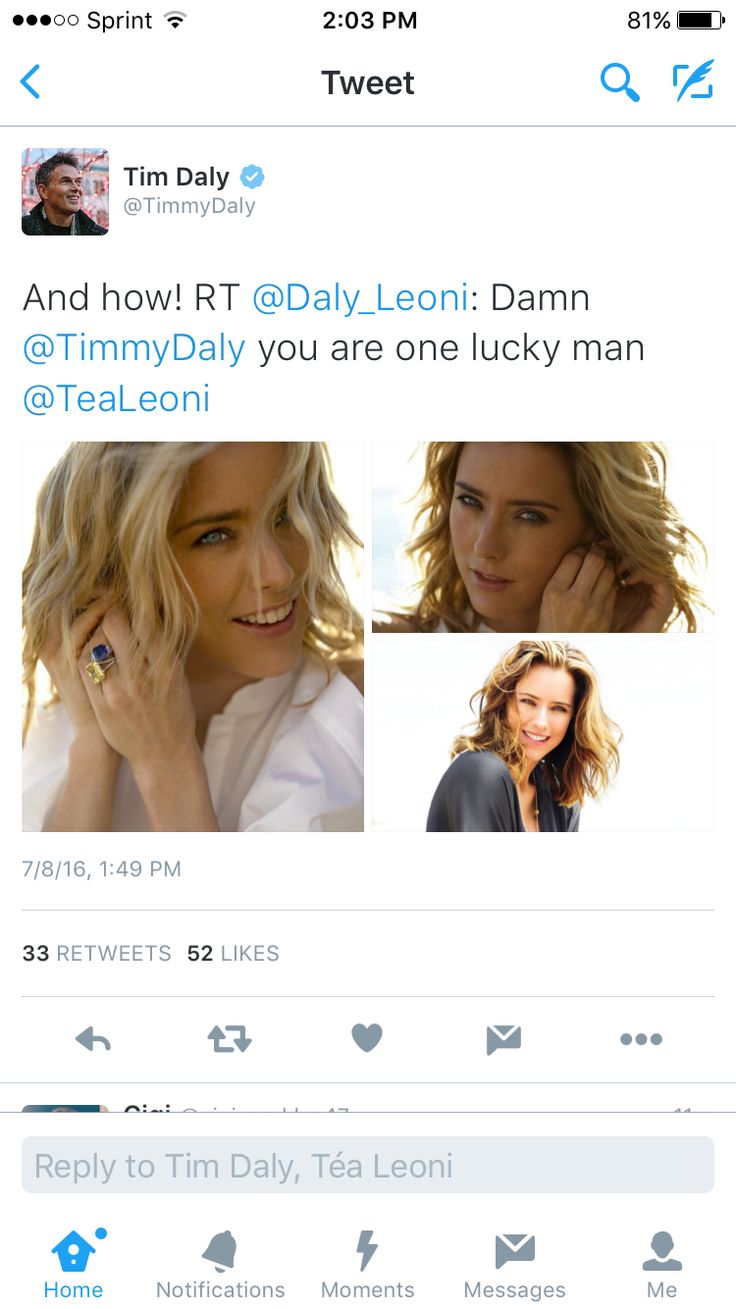 Sprint 2:03 PM 81%
Tweet
Tim Daly
@TimmyDaly
And how! RT @Daly_Leoni: Damn
@TimmyDaly you are one lucky man
@TeaLeoni
7/8/16, 1:49 PM
33 RETWEETS 52 LIKES
Gigi
Reply to Tim Daly, Téa Leoni
Home Notifications Moments Messages Me